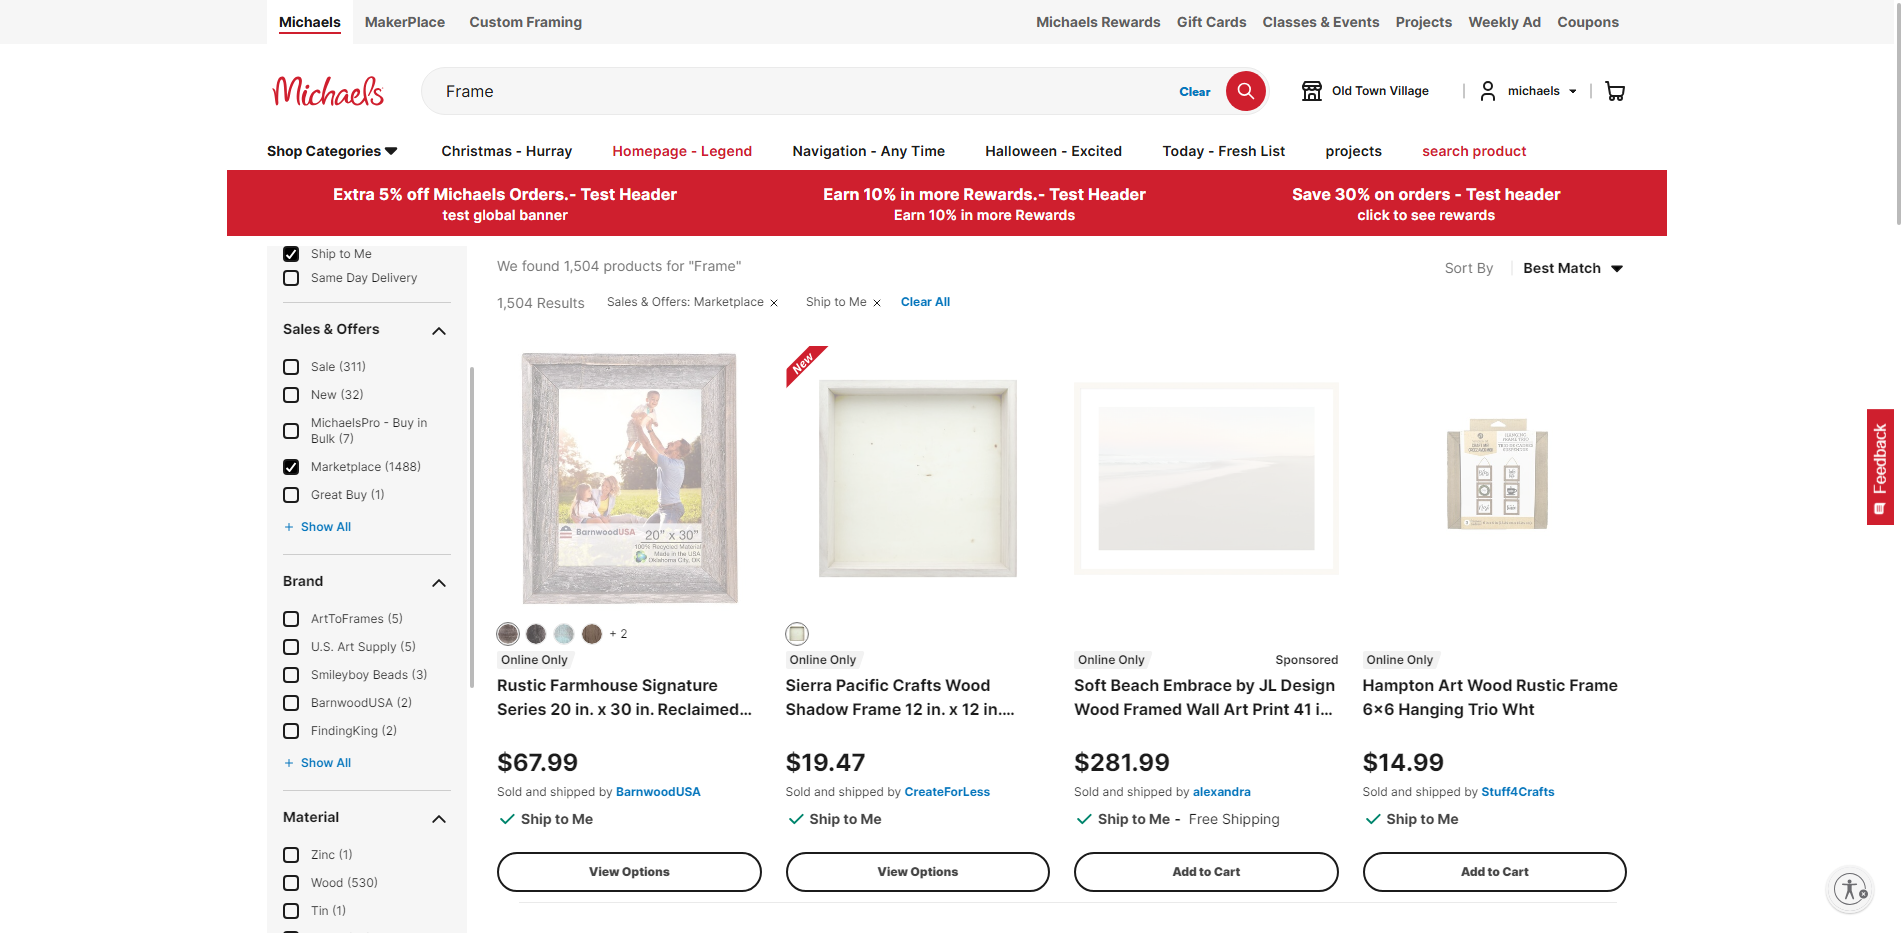 Michaels
MakerPlace
Custom Framing
Michaels Rewards
Gift Cards
Classes & Events
Projects
Weekly Ad
Coupons
Michaels
Frame
Clear
Old Town Village
michaels
Shop Categories
Christmas - Hurray
Homepage - Legend
Navigation - Any Time
Halloween - Excited
Today - Fresh List
projects
search product
Extra 5% off Michaels Orders.- Test Header
test global banner
Earn 10% in more Rewards.- Test Header
Earn 10% in more Rewards
Save 30% on orders - Test header
click to see rewards
Ship to Me
Same Day Delivery
Sales & Offers
Sale (311)
New (32)
MichaelsPro - Buy in
Bulk (7)
Marketplace (1488)
Great Buy (1)
+ Show All
Brand
ArtToFrames (5)
U.S. Art Supply (5)
Smileyboy Beads (3)
BarnwoodUSA (2)
FindingKing (2)
+ Show All
Material
Zinc (1)
Wood (530)
Tin (1)
We found 1,504 products for "Frame"
Sort By
Best Match
1,504 Results
Sales & Offers: Marketplace
Ship to Me
Clear All
BarnwoodUSA
20" x 30"
100% Recycled Material
Made in the USA
Oklahoma City, OK
+ 2
Online Only
Rustic Farmhouse Signature
Series 20 in. x 30 in. Reclaimed...
$67.99
Sold and shipped by BarnwoodUSA
Ship to Me
View Options
New
Online Only
Sierra Pacific Crafts Wood
Shadow Frame 12 in. x 12 in....
$19.47
Sold and shipped by CreateForLess
Ship to Me
View Options
Online Only
Sponsored
Soft Beach Embrace by JL Design
Wood Framed Wall Art Print 41 i...
$281.99
Sold and shipped by alexandra
Ship to Me - Free Shipping
Add to Cart
Online Only
Hampton Art Wood Rustic Frame
6x6 Hanging Trio Wht
$14.99
Sold and shipped by Stuff4Crafts
Ship to Me
Add to Cart
Feedback